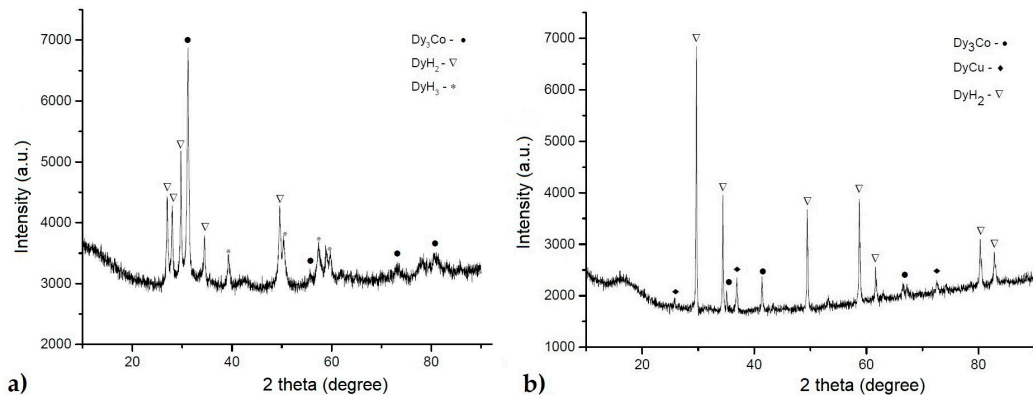 Dy₃Co - ●
DyH₂ - ▽
DyH₃ - *
Intensity (a.u.)
7000
6000
5000
4000
3000
2000
20
40
60
80
2 theta (degree)
a)
Dy₃Co - ●
DyCu - ◆
DyH₂ - ▽
Intensity (a.u.)
7000
6000
5000
4000
3000
2000
1000
20
40
60
80
2 theta (degree)
b)